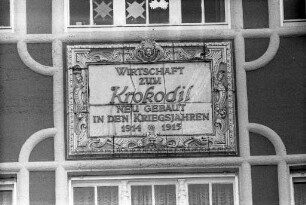 WIRTSCHAFT
ZUM
Krokodil
NEU GEBAUT
IN DEN KRIEGSJAHREN
1914 1915